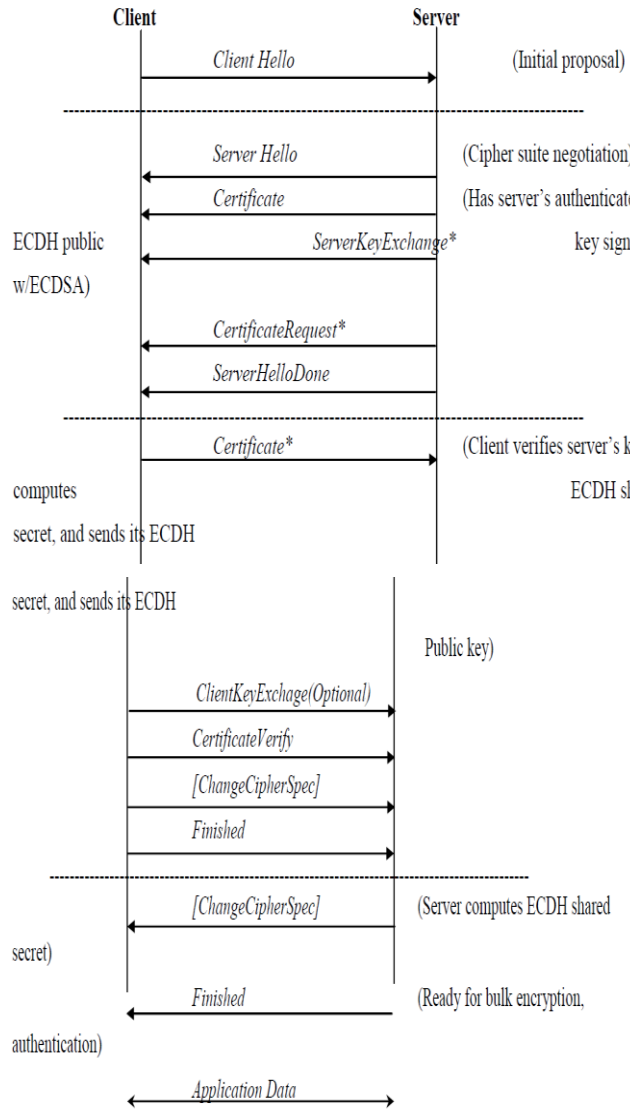 Client Server
Client Hello (Initial proposal)
Server Hello (Cipher suite negotiation)
Certificate (Has server's authenticate
ECDH public ServerKeyExchange* key sign
w/ECDSA)
CertificateRequest*
ServerHelloDone
Certificate* (Client verifies server's k
computes ECDH sh
secret, and sends its ECDH
secret, and sends its ECDH
Public key)
ClientKeyExchage(Optional)
CertificateVerify
[ChangeCipherSpec]
Finished
[ChangeCipherSpec] (Server computes ECDH shared
secret)
Finished (Ready for bulk encryption,
authentication)
Application Data